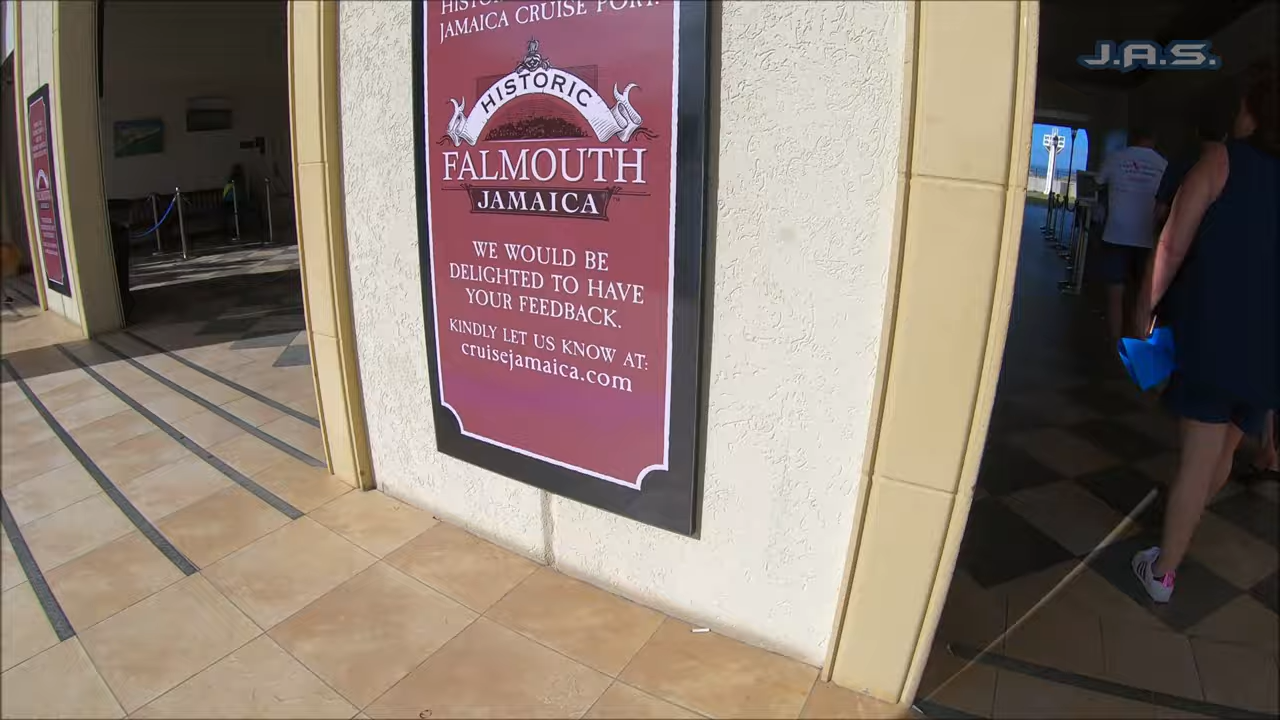 J.A.S.
JAMAICA CRUISE PORT.
HISTORIC
FALMOUTH
JAMAICA
WE WOULD BE
DELIGHTED TO HAVE
YOUR FEEDBACK.
KINDLY LET US KNOW AT:
cruisejamaica.com